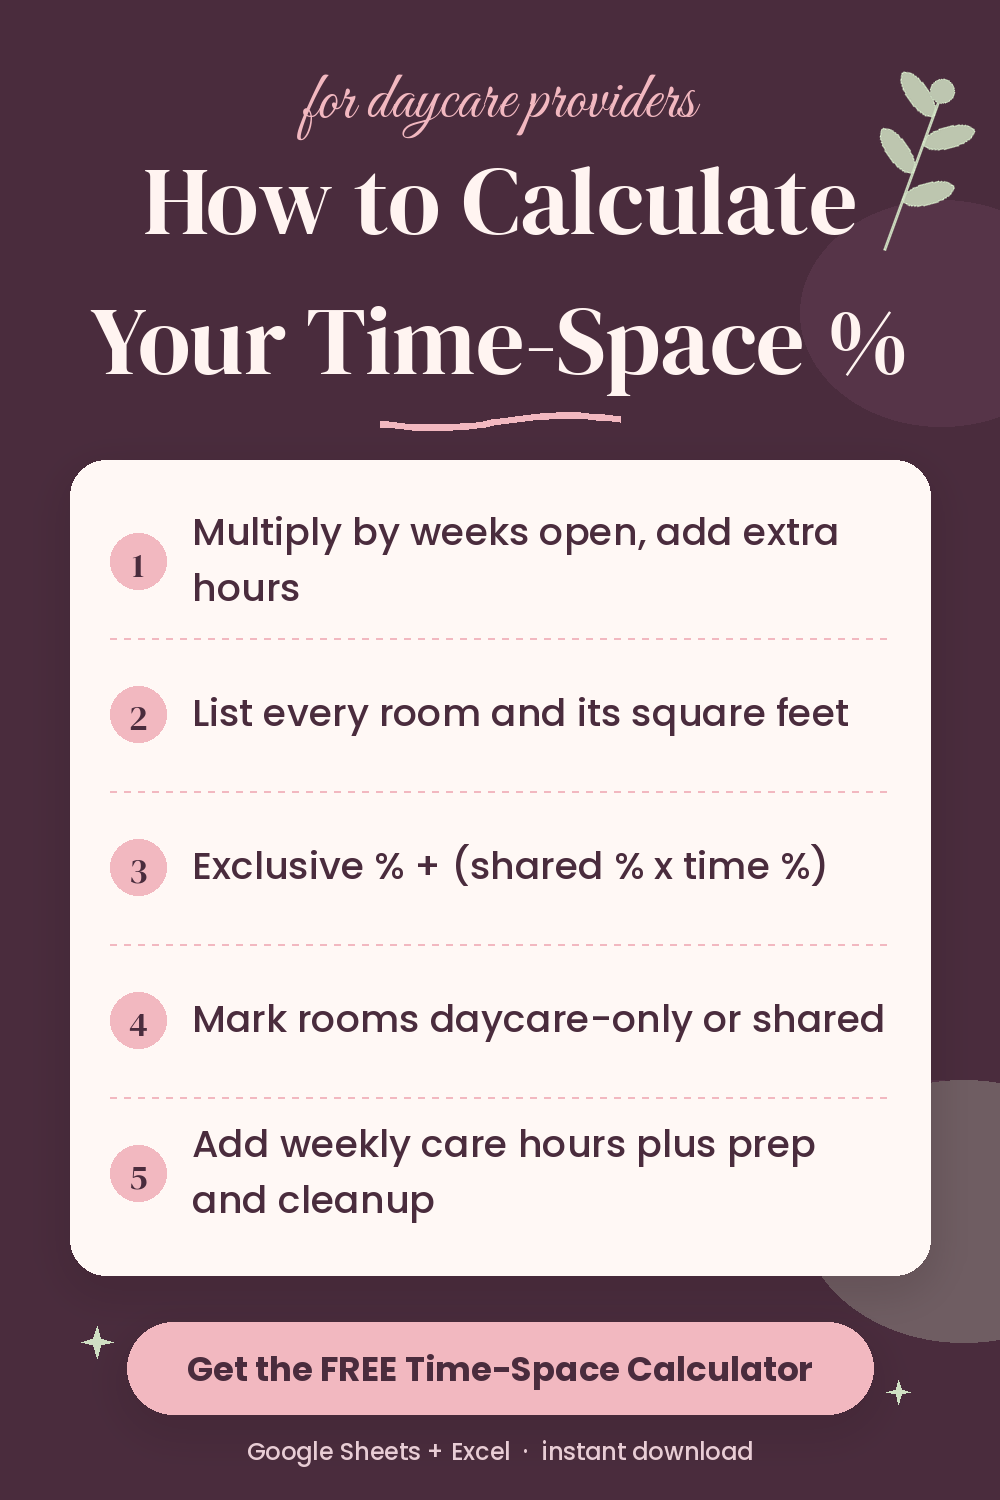 for daycare providers
How to Calculate
Your Time-Space %
1 Multiply by weeks open, add extra
hours
2 List every room and its square feet
3 Exclusive % + (shared % x time %)
4 Mark rooms daycare-only or shared
5 Add weekly care hours plus prep
and cleanup
Get the FREE Time-Space Calculator
Google Sheets + Excel · instant download